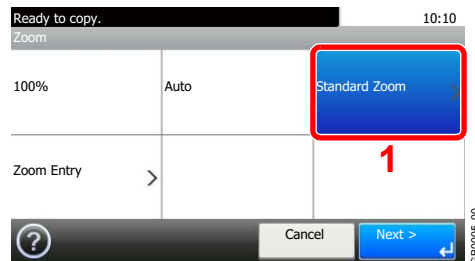 Ready to copy. 10:10
Zoom
100% Auto Standard Zoom
1
Zoom Entry
? Cancel Next >